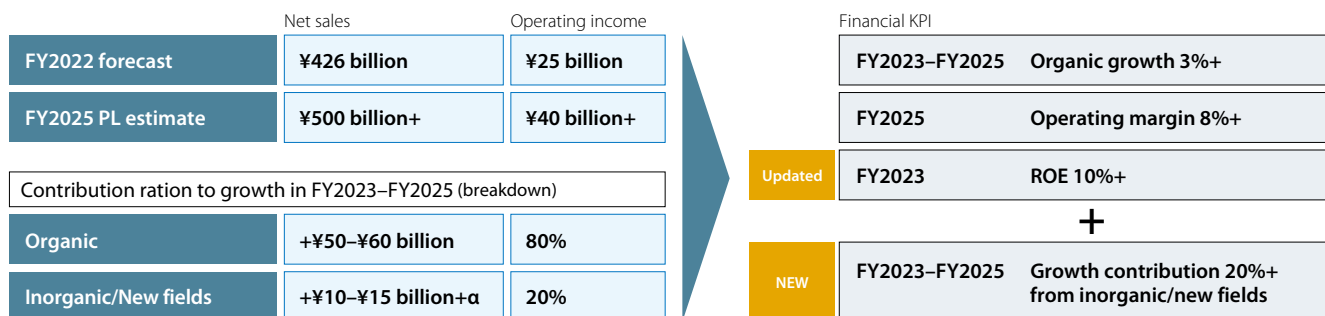 Net sales Operating income
FY2022 forecast ¥426 billion ¥25 billion
FY2025 PL estimate ¥500 billion+ ¥40 billion+
Contribution ration to growth in FY2023–FY2025 (breakdown)
Organic +¥50–¥60 billion 80%
Inorganic/New fields +¥10–¥15 billion+α 20%
Financial KPI
FY2023–FY2025 Organic growth 3%+
FY2025 Operating margin 8%+
Updated FY2023 ROE 10%+
+
NEW FY2023–FY2025 Growth contribution 20%+
from inorganic/new fields